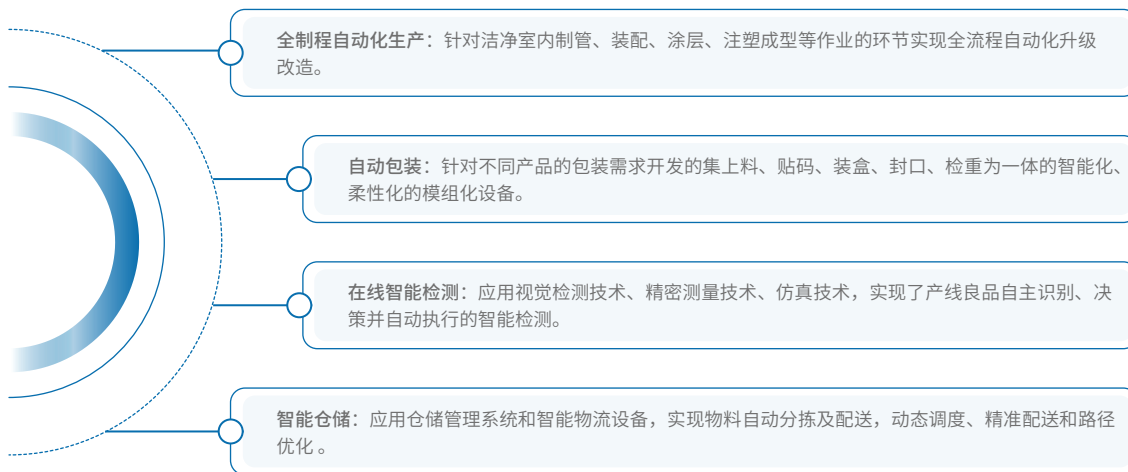 全制程自动化生产：针对洁净室内制管、装配、涂层、注塑成型等作业的环节实现全流程自动化升级
改造。
自动包装：针对不同产品的包装需求开发的集上料、贴码、装盒、封口、检重为一体的智能化、
柔性化的模组化设备。
在线智能检测：应用视觉检测技术、精密测量技术、仿真技术，实现了产线良品自主识别、决
策并自动执行的智能检测。
智能仓储：应用仓储管理系统和智能物流设备，实现物料自动分拣及配送，动态调度、精准配送和路径
优化 。